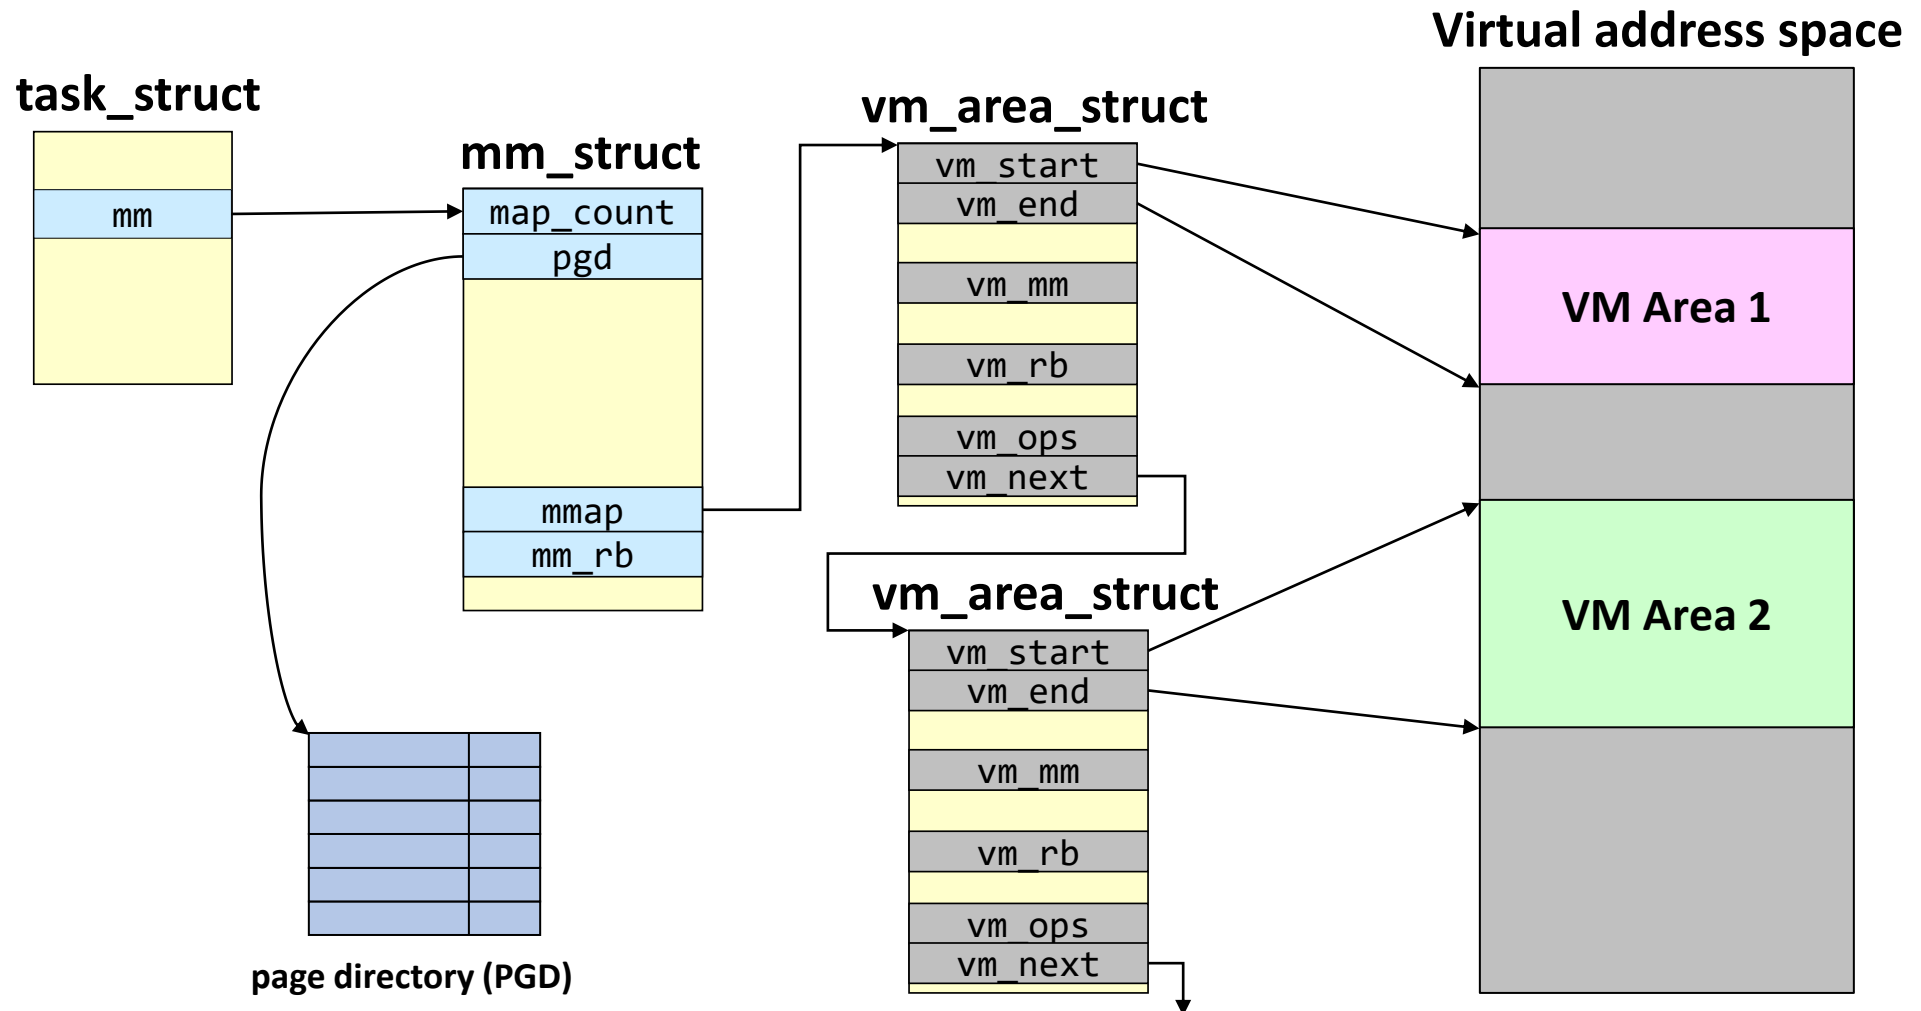 Virtual address space
task_struct
mm
mm_struct
map_count
pgd
mmap
mm_rb
page directory (PGD)
vm_area_struct
vm_start
vm_end
vm_mm
vm_rb
vm_ops
vm_next
vm_area_struct
vm_start
vm_end
vm_mm
vm_rb
vm_ops
vm_next
VM Area 1
VM Area 2